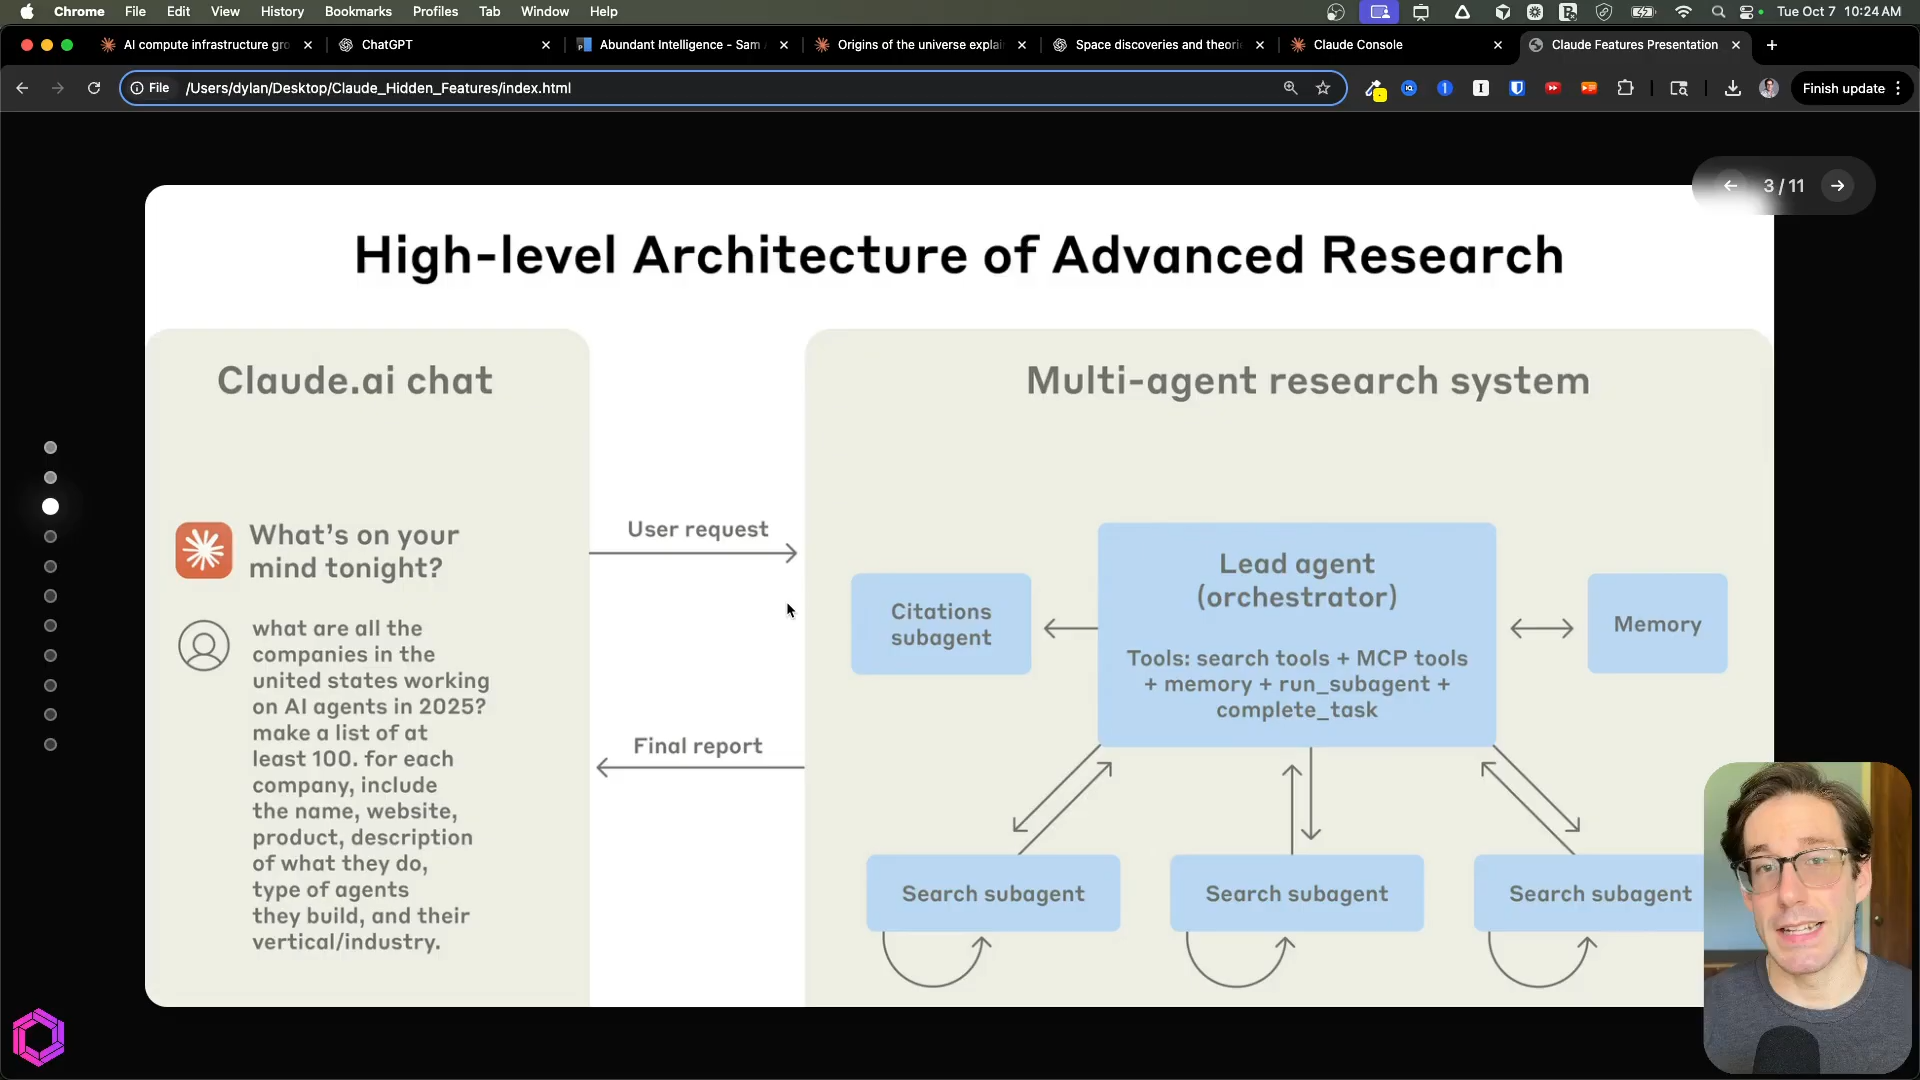 Chrome File Edit View History Bookmarks Profiles Tab Window Help Tue Oct 7 10:24 AM
AI compute infrastructure gro ChatGPT Abundant Intelligence - Sam Origins of the universe explai Space discoveries and theori Claude Console Claude Features Presentation
File /Users/dylan/Desktop/Claude_Hidden_Features/index.html Finish update
3 / 11
High-level Architecture of Advanced Research
Claude.ai chat
What's on your
mind tonight?
what are all the
companies in the
united states working
on AI agents in 2025?
make a list of at
least 100. for each
company, include
the name, website,
product, description
of what they do,
type of agents
they build, and their
vertical/industry.
User request
Final report
Multi-agent research system
Citations
subagent
Lead agent
(orchestrator)
Tools: search tools + MCP tools
+ memory + run_subagent +
complete_task
Memory
Search subagent
Search subagent
Search subagent